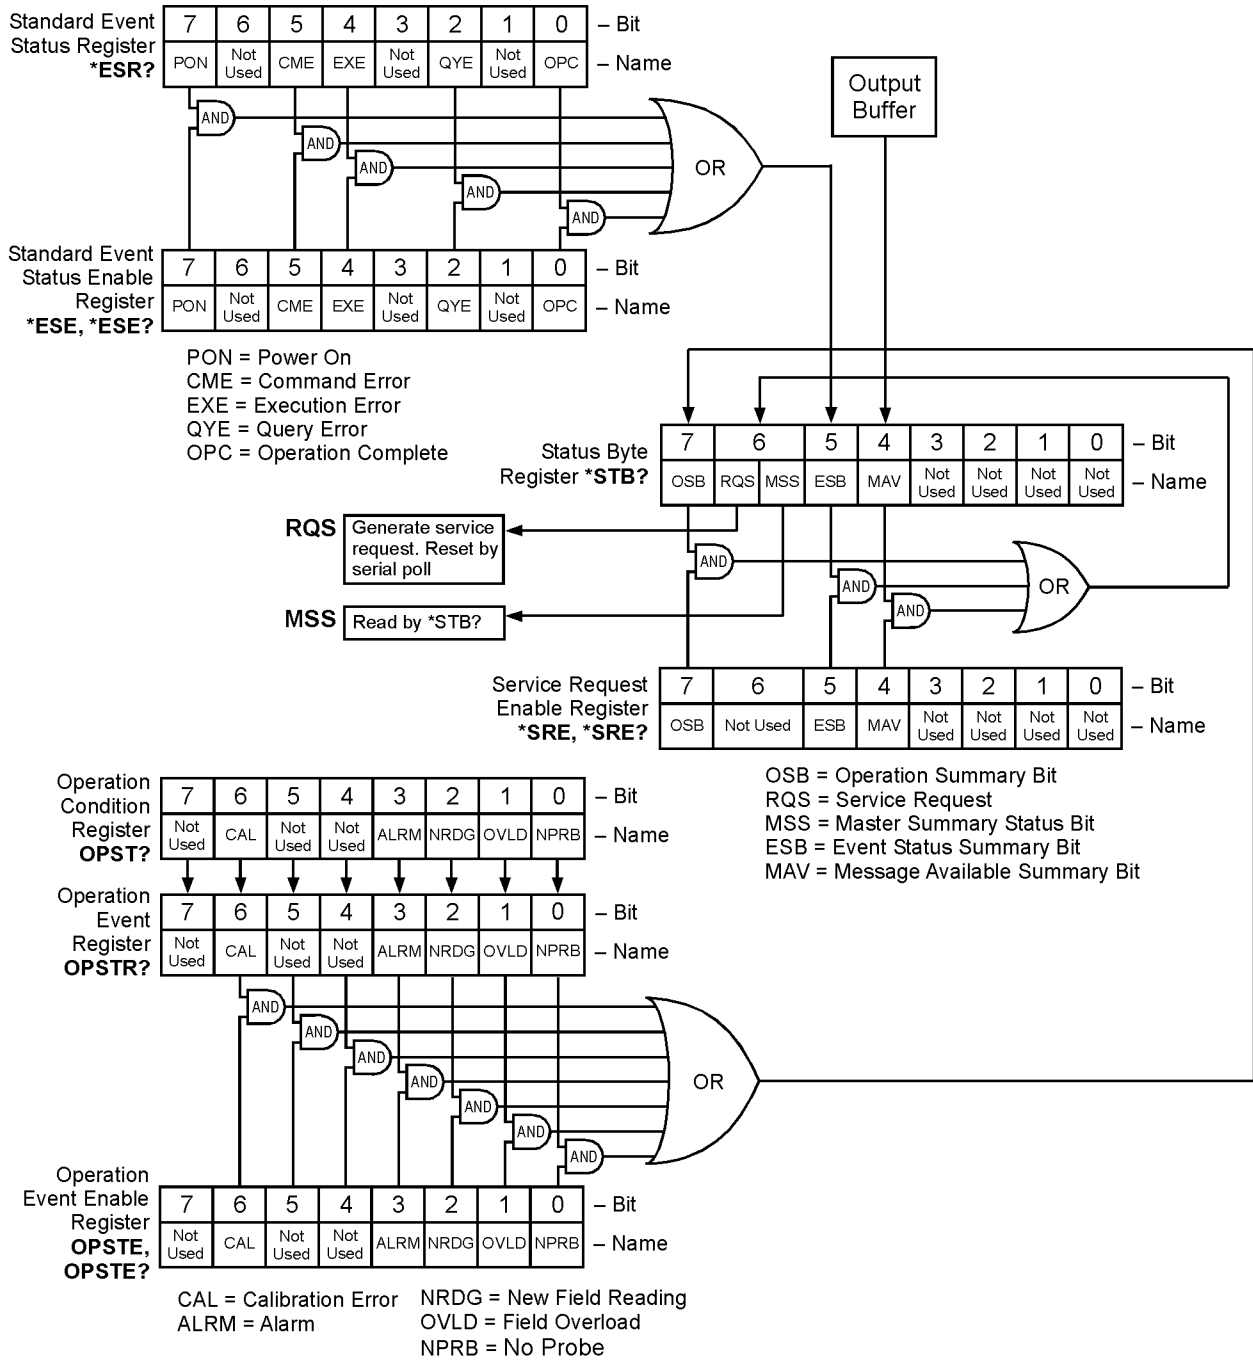 Standard Event
Status Register
*ESR?
7 6 5 4 3 2 1 0 – Bit
PON Not Used CME EXE Not Used QYE Not Used OPC – Name
AND
AND
AND
AND
AND
OR
Output
Buffer
Standard Event
Status Enable
Register
*ESE, *ESE?
7 6 5 4 3 2 1 0 – Bit
PON Not Used CME EXE Not Used QYE Not Used OPC – Name
PON = Power On
CME = Command Error
EXE = Execution Error
QYE = Query Error
OPC = Operation Complete
Status Byte
Register *STB?
7 6 5 4 3 2 1 0 – Bit
OSB RQS MSS ESB MAV Not Used Not Used Not Used Not Used – Name
RQS
Generate service
request. Reset by
serial poll
MSS
Read by *STB?
AND
AND
AND
OR
Service Request
Enable Register
*SRE, *SRE?
7 6 5 4 3 2 1 0 – Bit
OSB Not Used ESB MAV Not Used Not Used Not Used Not Used – Name
OSB = Operation Summary Bit
RQS = Service Request
MSS = Master Summary Status Bit
ESB = Event Status Summary Bit
MAV = Message Available Summary Bit
Operation
Condition
Register
OPST?
7 6 5 4 3 2 1 0 – Bit
Not Used CAL Not Used Not Used ALRM NRDG OVLD NPRB – Name
Operation
Event
Register
OPSTR?
7 6 5 4 3 2 1 0 – Bit
Not Used CAL Not Used Not Used ALRM NRDG OVLD NPRB – Name
AND
AND
AND
AND
AND
AND
AND
OR
Operation
Event Enable
Register
OPSTE,
OPSTE?
7 6 5 4 3 2 1 0 – Bit
Not Used CAL Not Used Not Used ALRM NRDG OVLD NPRB – Name
CAL = Calibration Error
ALRM = Alarm
NRDG = New Field Reading
OVLD = Field Overload
NPRB = No Probe